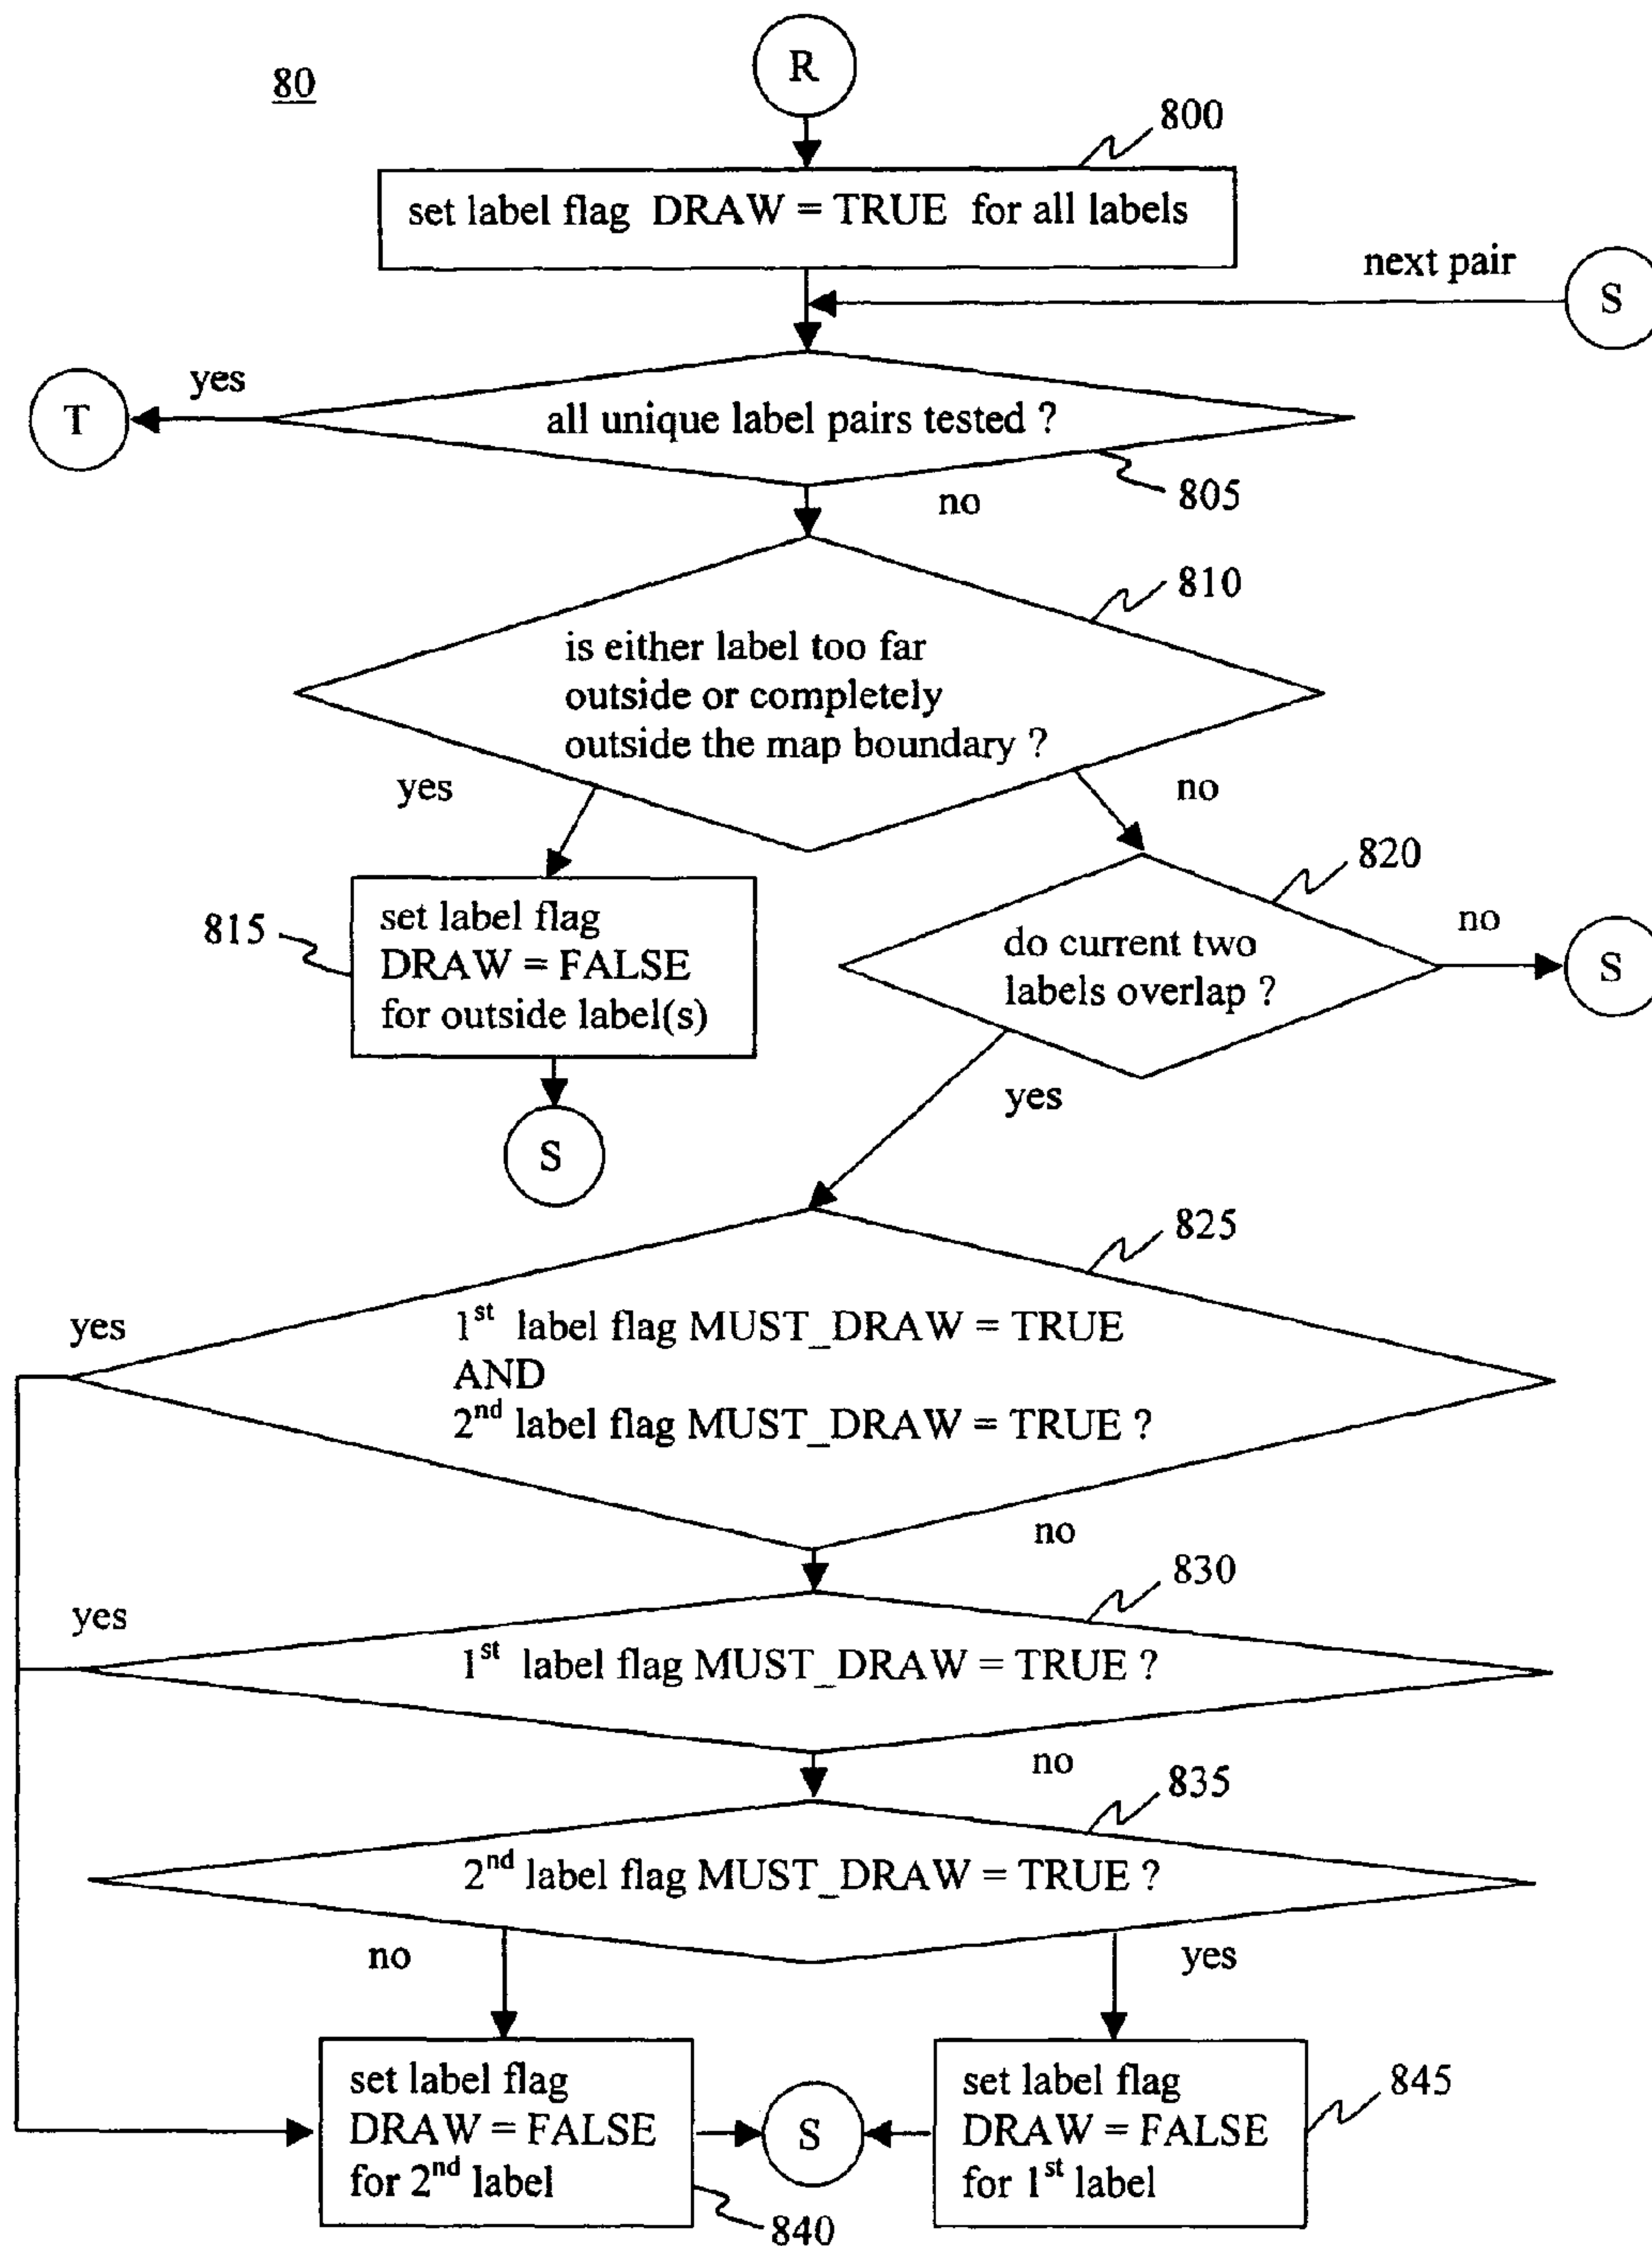 R
80
800
set label flag DRAW = TRUE for all labels
next pair
S
yes
T
all unique label pairs tested ?
805
no
810
is either label too far
outside or completely
outside the map boundary ?
yes
no
820
815
set label flag
DRAW = FALSE
for outside label(s)
do current two
labels overlap ?
no
S
yes
S
825
yes
1st label flag MUST_DRAW = TRUE
AND
2nd label flag MUST_DRAW = TRUE ?
no
830
yes
1st label flag MUST_DRAW = TRUE ?
no
835
2nd label flag MUST_DRAW = TRUE ?
no
yes
set label flag
DRAW = FALSE
for 2nd label
840
S
set label flag
DRAW = FALSE
for 1st label
845